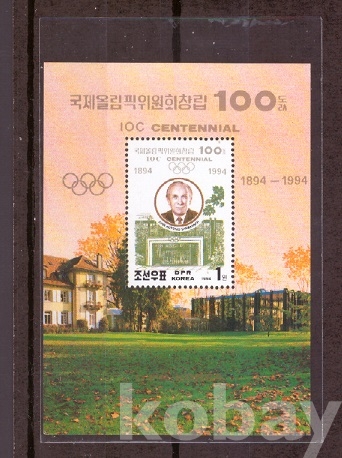 국제올림픽위원회창립 100돐
IOC CENTENNIAL
국제올림픽위원회창립 100돐
IOC CENTENNIAL
1894 1994
1894 - 1994
조선우표 DPR KOREA 1원
kobay